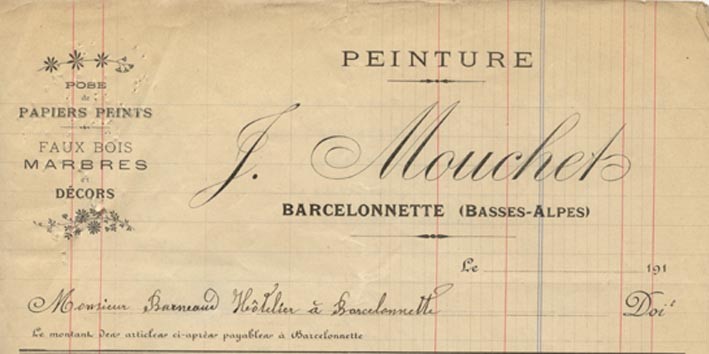 POSE
de
PAPIERS PEINTS
FAUX BOIS
MARBRES
et
DÉCORS
PEINTURE
J. Mouchet
BARCELONNETTE (BASSES-ALPES)
Le 191
Monsieur Barneaud Hôtelier à Barcelonnette Doit
Le montant des articles ci-après payables à Barcelonnette